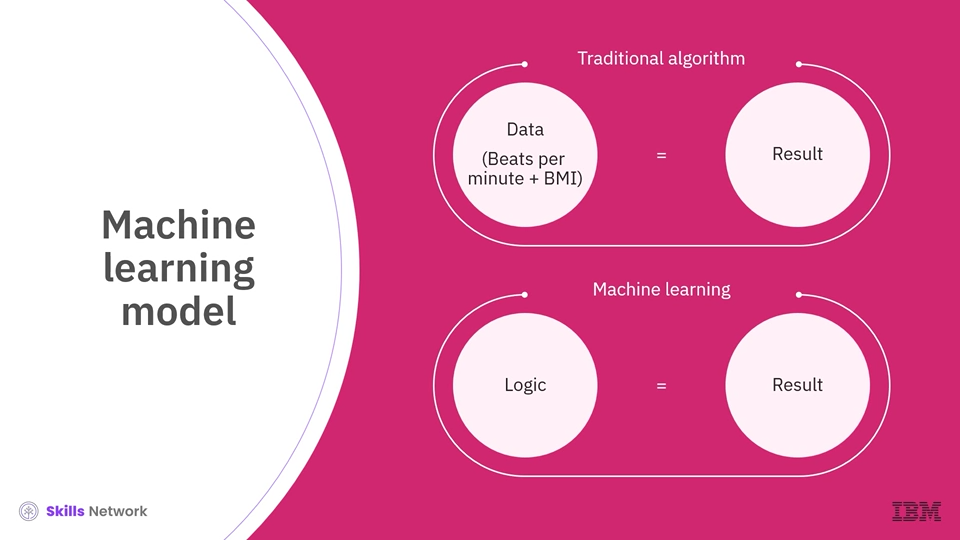 Machine
learning
model
Traditional algorithm
Data
(Beats per
minute + BMI)
=
Result
Machine learning
Logic
=
Result
Skills Network
IBM